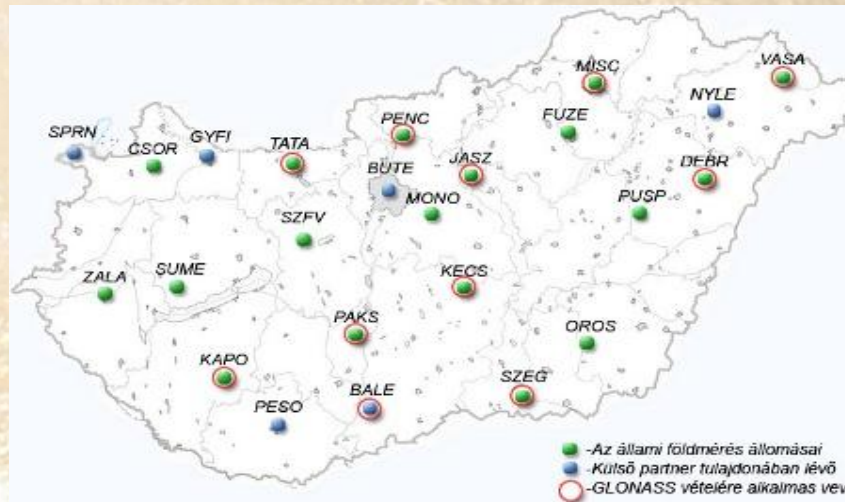 MISC
VASA
NYLE
PENC
FUZE
SPRN
GYFI
CSOR
TATA
JASZ
DEBR
BUTE
MONO
PUSP
SZFV
ZALA
SUME
KECS
PAKS
OROS
KAPO
SZEG
BALE
PESO
-Az állami földmérés állomásai
-Külső partner tulajdonában lévő
-GLONASS vételére alkalmas vev